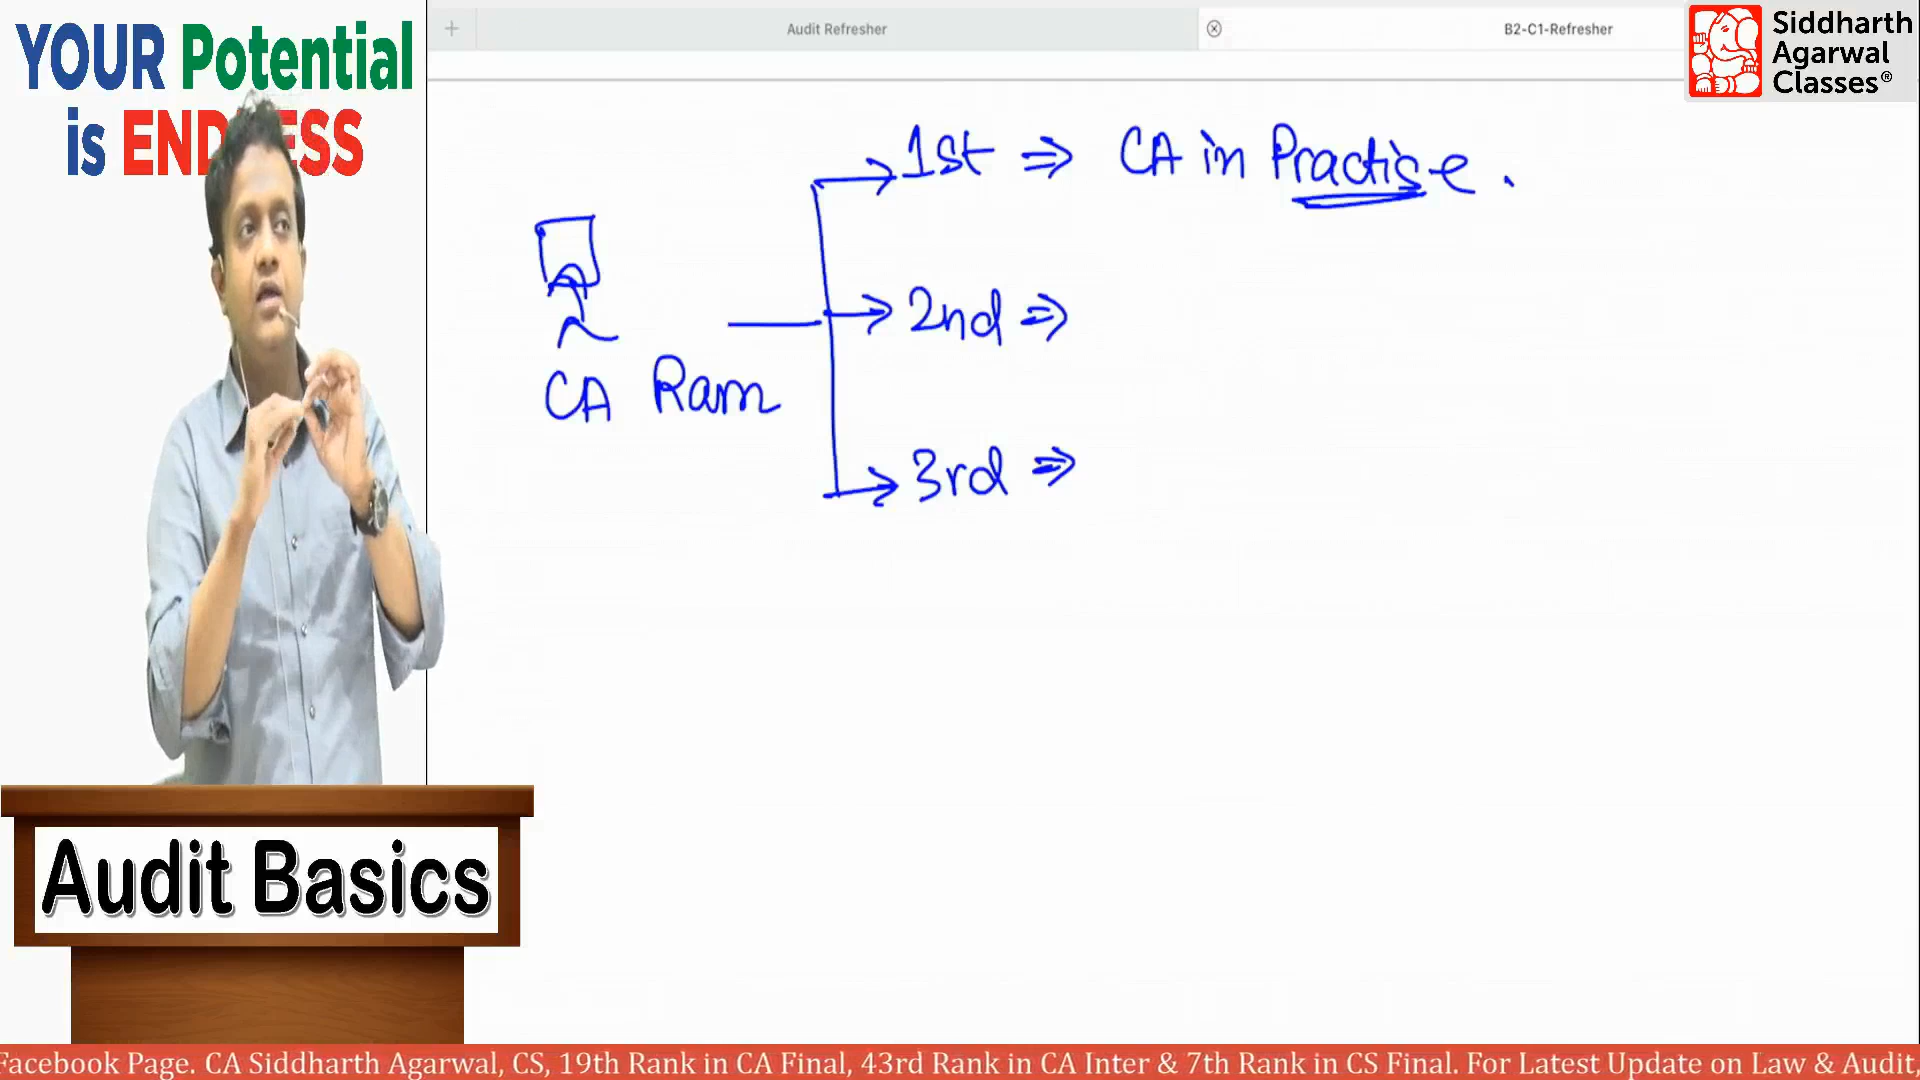 YOUR Potential
is ENDLESS
Audit Refresher
B2-C1-Refresher
Siddharth
Agarwal
Classes®
1st ⇒ CA in Practise.
2nd ⇒
CA Ram
3rd ⇒
Audit Basics
Facebook Page. CA Siddharth Agarwal, CS, 19th Rank in CA Final, 43rd Rank in CA Inter & 7th Rank in CS Final. For Latest Update on Law & Audit,